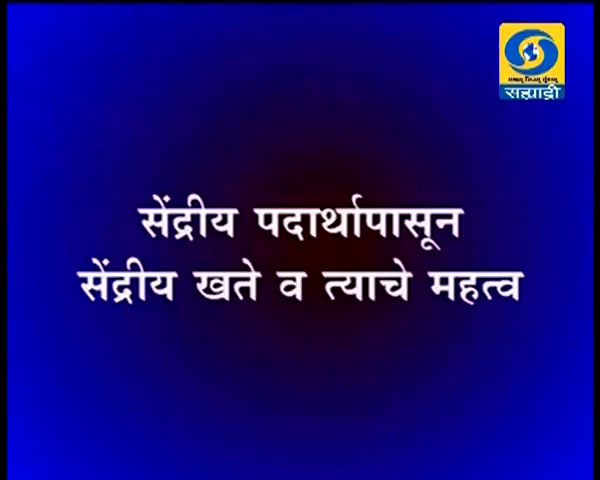 सह्याद्री
सेंद्रीय पदार्थापासून
सेंद्रीय खते व त्याचे महत्व